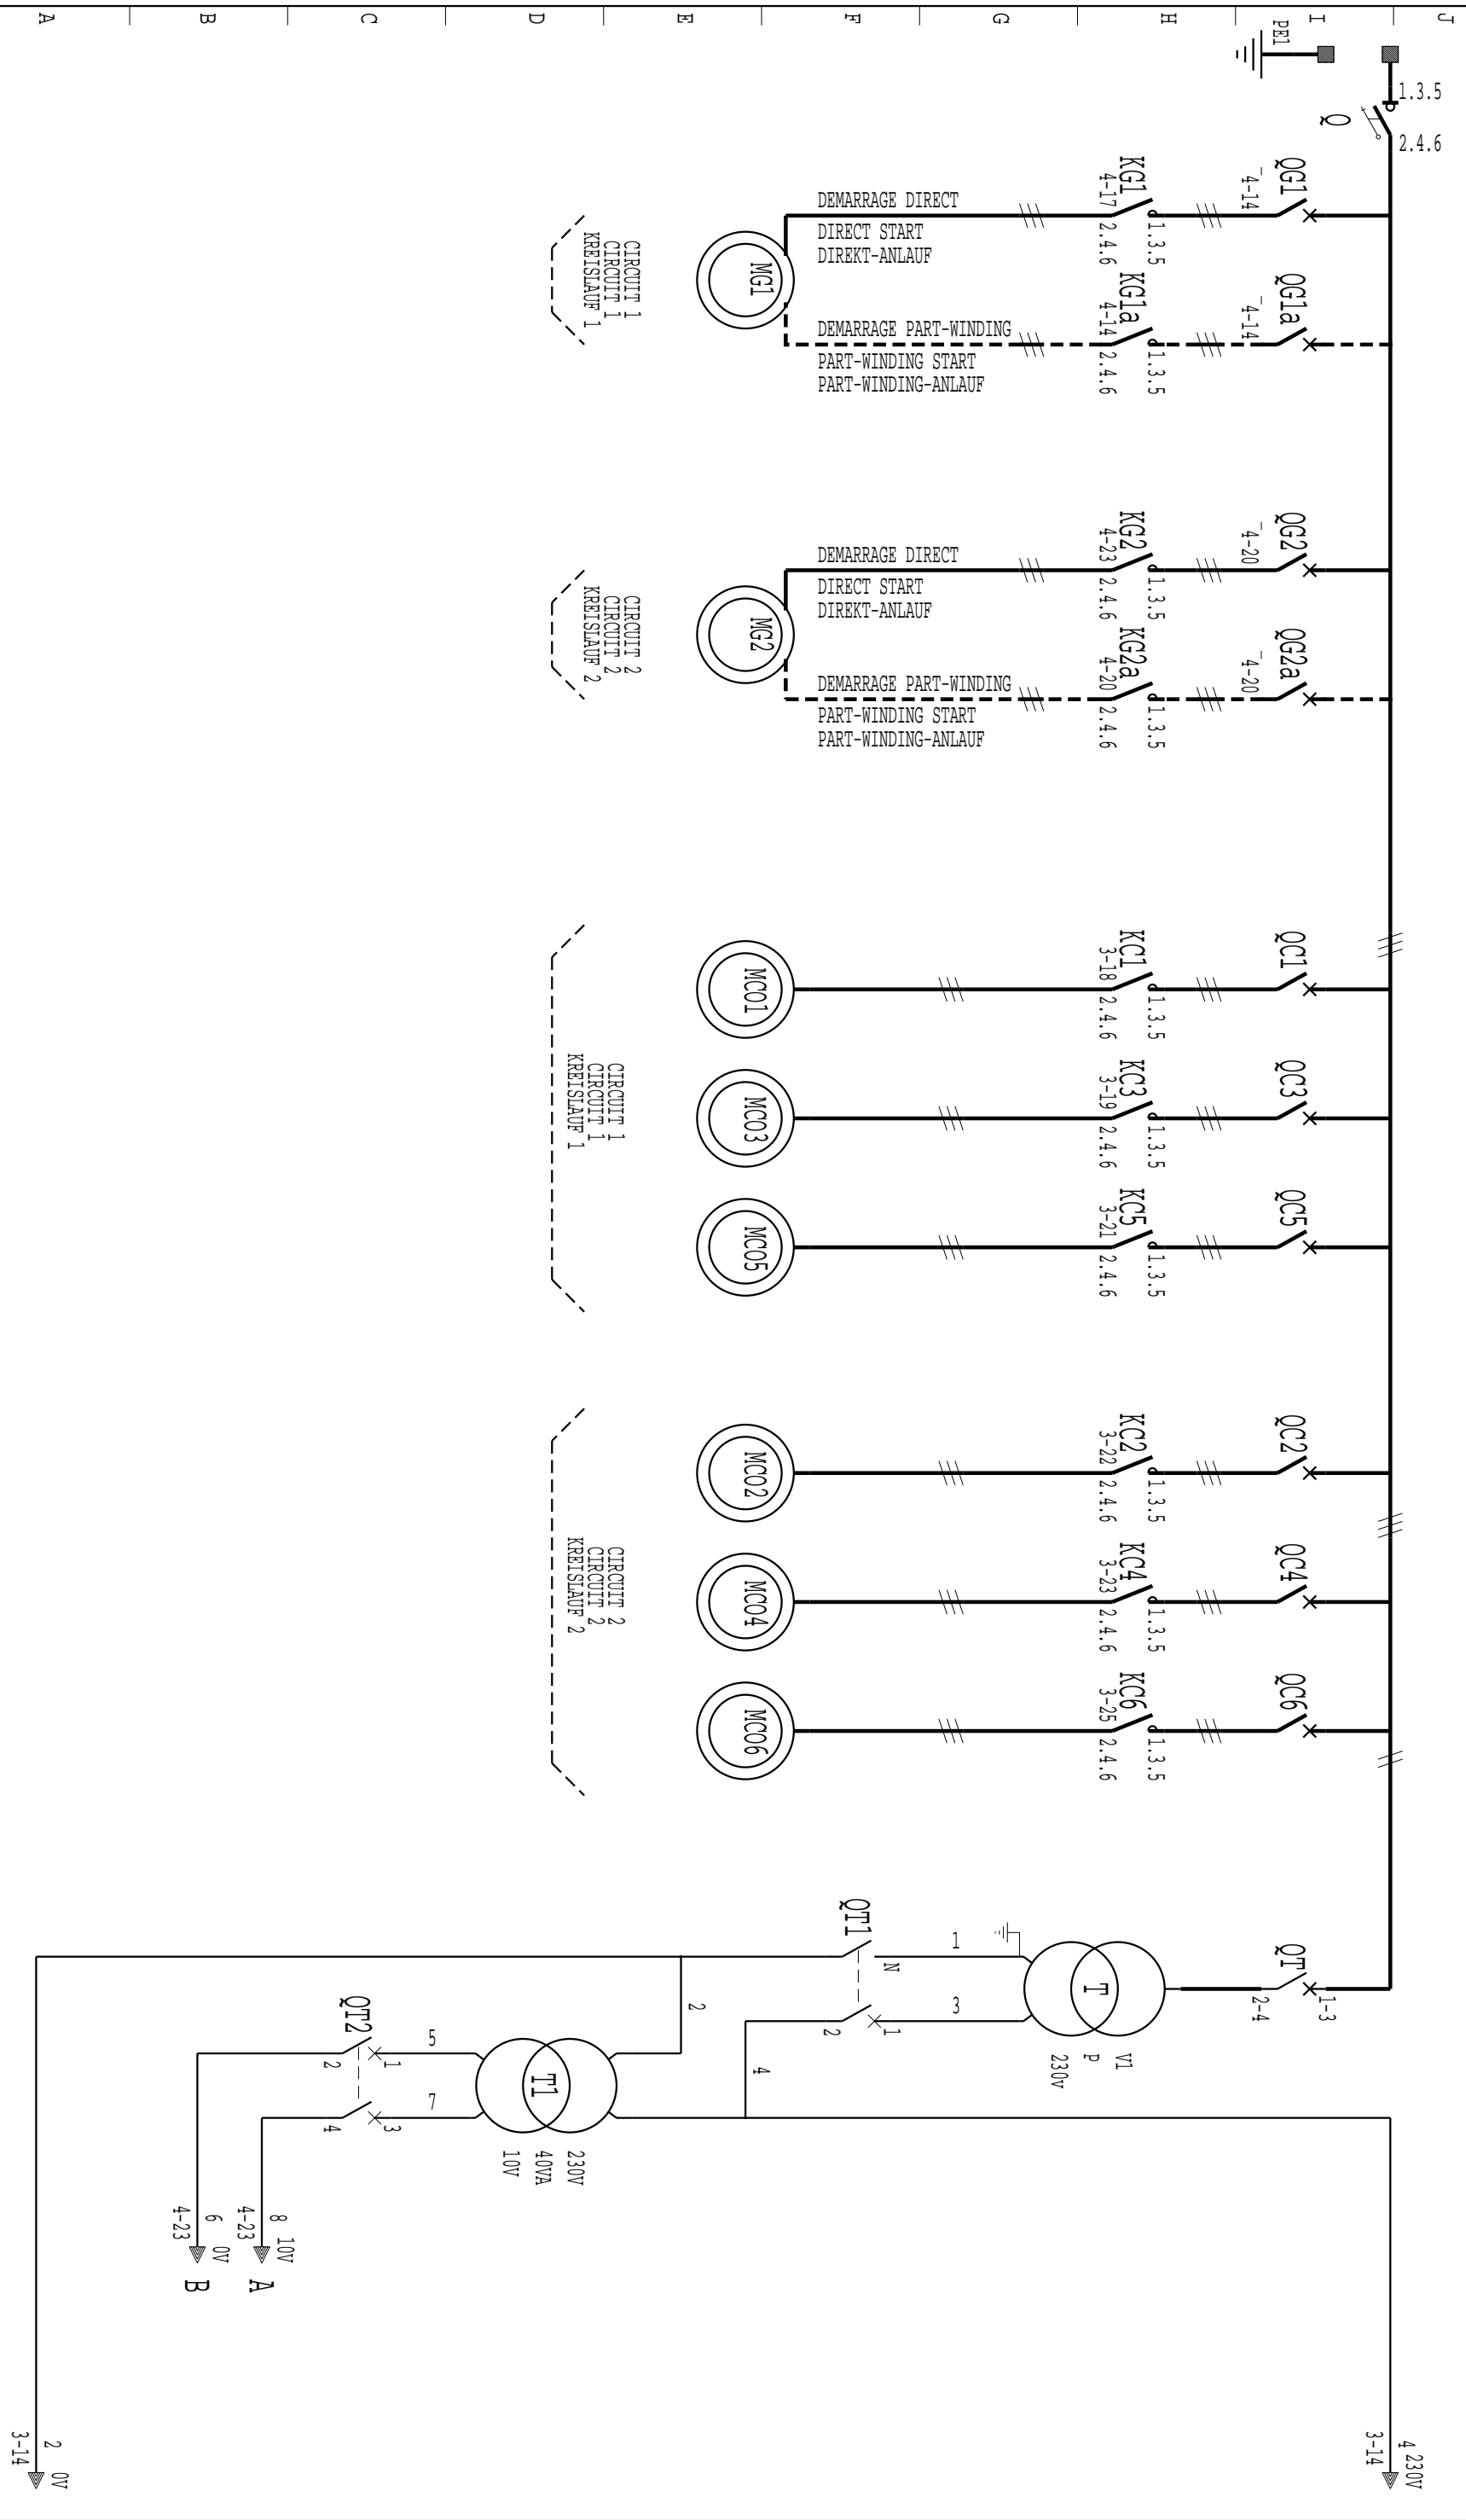 A
B
C
D
E
F
G
H
I
J
PE1
1.3.5
Q
2.4.6
QG1
4-14
KG1
4-17
1.3.5
2.4.6
DEMARRAGE DIRECT
DIRECT START
DIREKT-ANLAUF
MG1
CIRCUIT 1
CIRCUIT 1
KREISLAUF 1
QG1a
4-14
KG1a
4-14
1.3.5
2.4.6
DEMARRAGE PART-WINDING
PART-WINDING START
PART-WINDING-ANLAUF
QG2
4-20
KG2
4-23
1.3.5
2.4.6
DEMARRAGE DIRECT
DIRECT START
DIREKT-ANLAUF
MG2
CIRCUIT 2
CIRCUIT 2
KREISLAUF 2
QG2a
4-20
KG2a
4-20
1.3.5
2.4.6
DEMARRAGE PART-WINDING
PART-WINDING START
PART-WINDING-ANLAUF
QC1
KC1
3-18
1.3.5
2.4.6
MCO1
QC3
KC3
3-19
1.3.5
2.4.6
MCO3
CIRCUIT 1
CIRCUIT 1
KREISLAUF 1
QC5
KC5
3-21
1.3.5
2.4.6
MCO5
QC2
KC2
3-22
1.3.5
2.4.6
MCO2
QC4
KC4
3-23
1.3.5
2.4.6
MCO4
CIRCUIT 2
CIRCUIT 2
KREISLAUF 2
QC6
KC6
3-25
1.3.5
2.4.6
MCO6
QT
1-3
2-4
T
V1
P
230V
1
3
QT1
N
1
2
2
4
T1
230V
40VA
10V
5
7
QT2
1
2
3
4
8 10V
4-23
A
6 0V
4-23
B
4 230V
3-14
2 0V
3-14